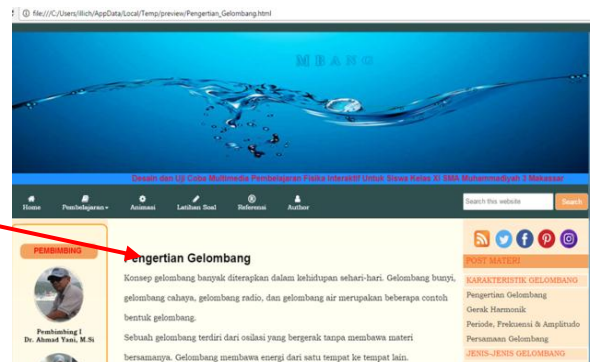 file:///C:/Users/illich/AppData/Local/Temp/preview/Pengertian_Gelombang.html
M B A N G
Desain dan Uji Coba Multimedia Pembelajaran Fisika Interaktif Untuk Siswa Kelas XI SMA Muhammadiyah 3 Makassar
Home Pembelajaran Animasi Latihan Soal Referensi Author
Search this website Search
PEMBIMBING
Pembimbing I
Dr. Ahmad Yani, M.Si
Pengertian Gelombang
Konsep gelombang banyak diterapkan dalam kehidupan sehari-hari. Gelombang bunyi,
gelombang cahaya, gelombang radio, dan gelombang air merupakan beberapa contoh
bentuk gelombang.
Sebuah gelombang terdiri dari osilasi yang bergerak tanpa membawa materi
bersamanya. Gelombang membawa energi dari satu tempat ke tempat lain.
POST MATERI
KARAKTERISTIK GELOMBANG
Pengertian Gelombang
Gerak Harmonik
Periode, Frekuensi & Amplitudo
Persamaan Gelombang
JENIS-JENIS GELOMBANG